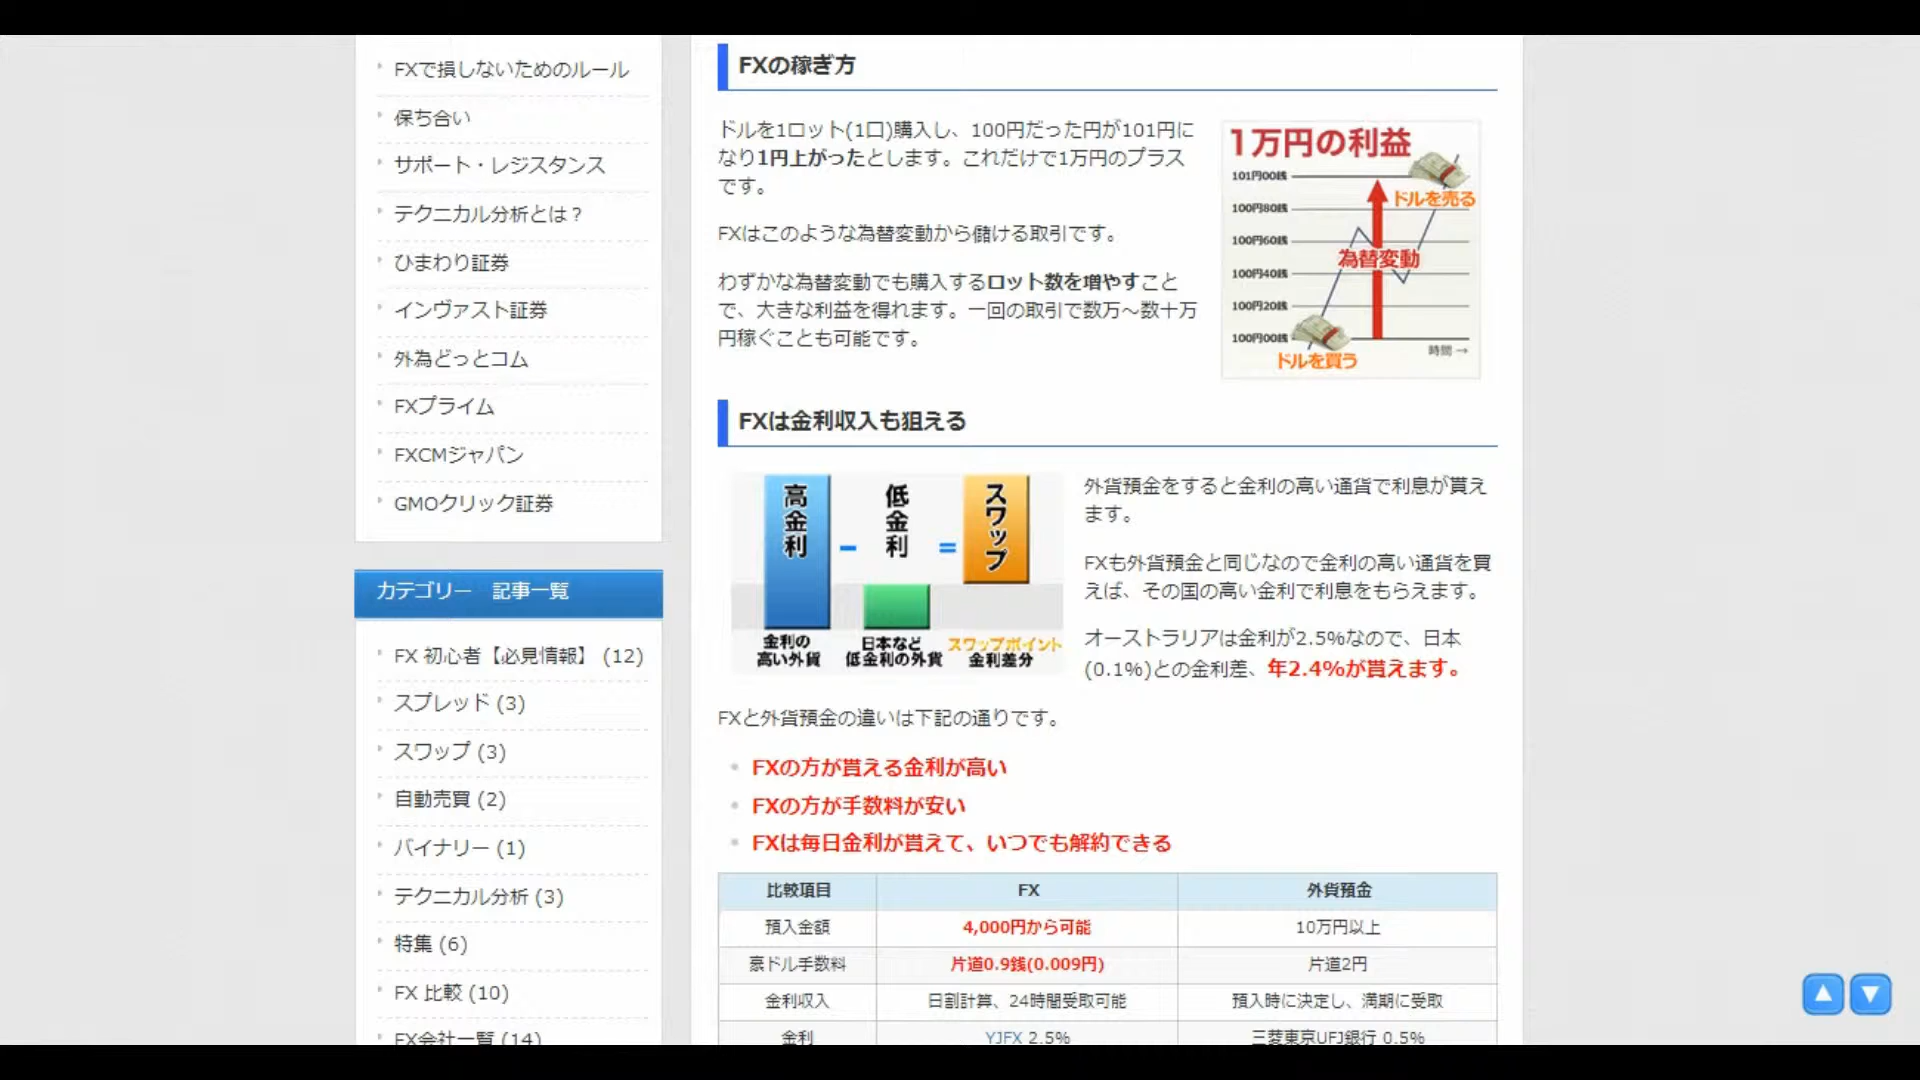 FXで損しないためのルール
保ち合い
サポート・レジスタンス
テクニカル分析とは？
ひまわり証券
インヴァスト証券
外為どっとコム
FXプライム
FXCMジャパン
GMOクリック証券
カテゴリー　記事一覧
FX 初心者【必見情報】 (12)
スプレッド (3)
スワップ (3)
自動売買 (2)
バイナリー (1)
テクニカル分析 (3)
特集 (6)
FX 比較 (10)
FX会社一覧 (14)
FXの稼ぎ方
ドルを1ロット(1口)購入し、100円だった円が101円に
なり1円上がったとします。これだけで1万円のプラス
です。
FXはこのような為替変動から儲ける取引です。
わずかな為替変動でも購入するロット数を増やすこと
で、大きな利益を得れます。一回の取引で数万～数十万
円稼ぐことも可能です。
1万円の利益
101円00銭
ドルを売る
100円80銭
100円60銭
為替変動
100円40銭
100円20銭
100円00銭
時間→
ドルを買う
FXは金利収入も狙える
高金利 － 低金利 ＝ スワップ
金利の
高い外貨
日本など
低金利の外貨
スワップポイント
金利差分
外貨預金をすると金利の高い通貨で利息が貰え
ます。
FXも外貨預金と同じなので金利の高い通貨を買
えば、その国の高い金利で利息をもらえます。
オーストラリアは金利が2.5%なので、日本
(0.1%)との金利差、年2.4%が貰えます。
FXと外貨預金の違いは下記の通りです。
FXの方が貰える金利が高い
FXの方が手数料が安い
FXは毎日金利が貰えて、いつでも解約できる
比較項目 FX 外貨預金
預入金額 4,000円から可能 10万円以上
豪ドル手数料 片道0.9銭(0.009円) 片道2円
金利収入 日割計算、24時間受取可能 預入時に決定し、満期に受取
金利 YJFX 2.5% 三菱東京UFJ銀行 0.5%